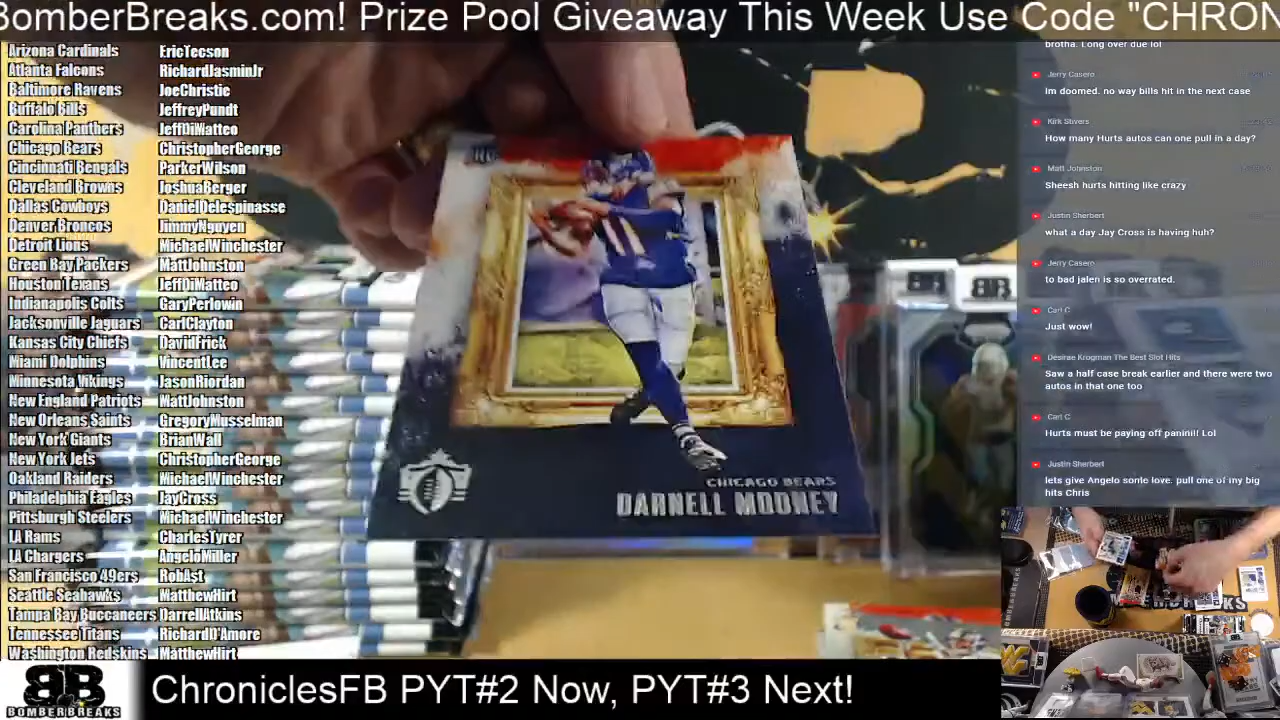 BomberBreaks.com! Prize Pool Giveaway This Week Use Code "CHRON
Arizona Cardinals EricTecson
Atlanta Falcons RichardJasminJr
Baltimore Ravens JoeChristie
Buffalo Bills JeffreyPundt
Carolina Panthers JeffDiMatteo
Chicago Bears ChristopherGeorge
Cincinnati Bengals ParkerWilson
Cleveland Browns JoshuaBerger
Dallas Cowboys DanielDelespinasse
Denver Broncos JimmyNguyen
Detroit Lions MichaelWinchester
Green Bay Packers MattJohnston
Houston Texans JeffDiMatteo
Indianapolis Colts GaryPerlowin
Jacksonville Jaguars CarlClayton
Kansas City Chiefs DavidFrick
Miami Dolphins VincentLee
Minnesota Vikings JasonRiordan
New England Patriots MattJohnston
New Orleans Saints GregoryMusselman
New York Giants BrianWall
New York Jets ChristopherGeorge
Oakland Raiders MichaelWinchester
Philadelphia Eagles JayCross
Pittsburgh Steelers MichaelWinchester
LA Rams CharlesTyrer
LA Chargers AngeloMiller
San Francisco 49ers RobAst
Seattle Seahawks MatthewHirt
Tampa Bay Buccaneers DarrellAtkins
Tennessee Titans RichardD'Amore
Washington Redskins MatthewHirt
11
CHICAGO BEARS
DARNELL MOONEY
BB
brotha. Long over due lol
Jerry Casero
im doomed. no way bills hit in the next case
Kirk Stivers
How many Hurts autos can one pull in a day?
Matt Johnston
Sheesh hurts hitting like crazy
Justin Sherbert
what a day Jay Cross is having huh?
Jerry Casero
to bad jalen is so overrated.
Carl C
Just wow!
Desirae Krogman The Best Slot Hits
Saw a half case break earlier and there were two
autos in that one too
Carl C
Hurts must be paying off panini! Lol
Justin Sherbert
lets give Angelo some love. pull one of my big
hits Chris
BB
BOMBERBREAKS
ChroniclesFB PYT#2 Now, PYT#3 Next!